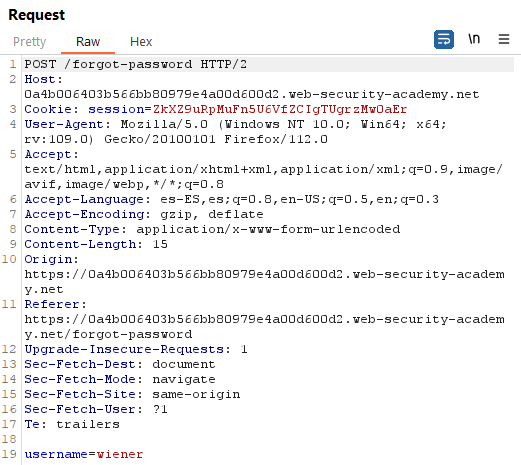 Request
Pretty Raw Hex \n
1 POST /forgot-password HTTP/2
2 Host:
0a4b006403b566bb80979e4a00d600d2.web-security-academy.net
3 Cookie: session=ZkXZ9uRpMuFn5U6VfZCIgTUgrzMwOaEr
4 User-Agent: Mozilla/5.0 (Windows NT 10.0; Win64; x64;
rv:109.0) Gecko/20100101 Firefox/112.0
5 Accept:
text/html,application/xhtml+xml,application/xml;q=0.9,image/
avif,image/webp,*/*;q=0.8
6 Accept-Language: es-ES,es;q=0.8,en-US;q=0.5,en;q=0.3
7 Accept-Encoding: gzip, deflate
8 Content-Type: application/x-www-form-urlencoded
9 Content-Length: 15
10 Origin:
https://0a4b006403b566bb80979e4a00d600d2.web-security-academ
y.net
11 Referer:
https://0a4b006403b566bb80979e4a00d600d2.web-security-academ
y.net/forgot-password
12 Upgrade-Insecure-Requests: 1
13 Sec-Fetch-Dest: document
14 Sec-Fetch-Mode: navigate
15 Sec-Fetch-Site: same-origin
16 Sec-Fetch-User: ?1
17 Te: trailers
18
19 username=wiener